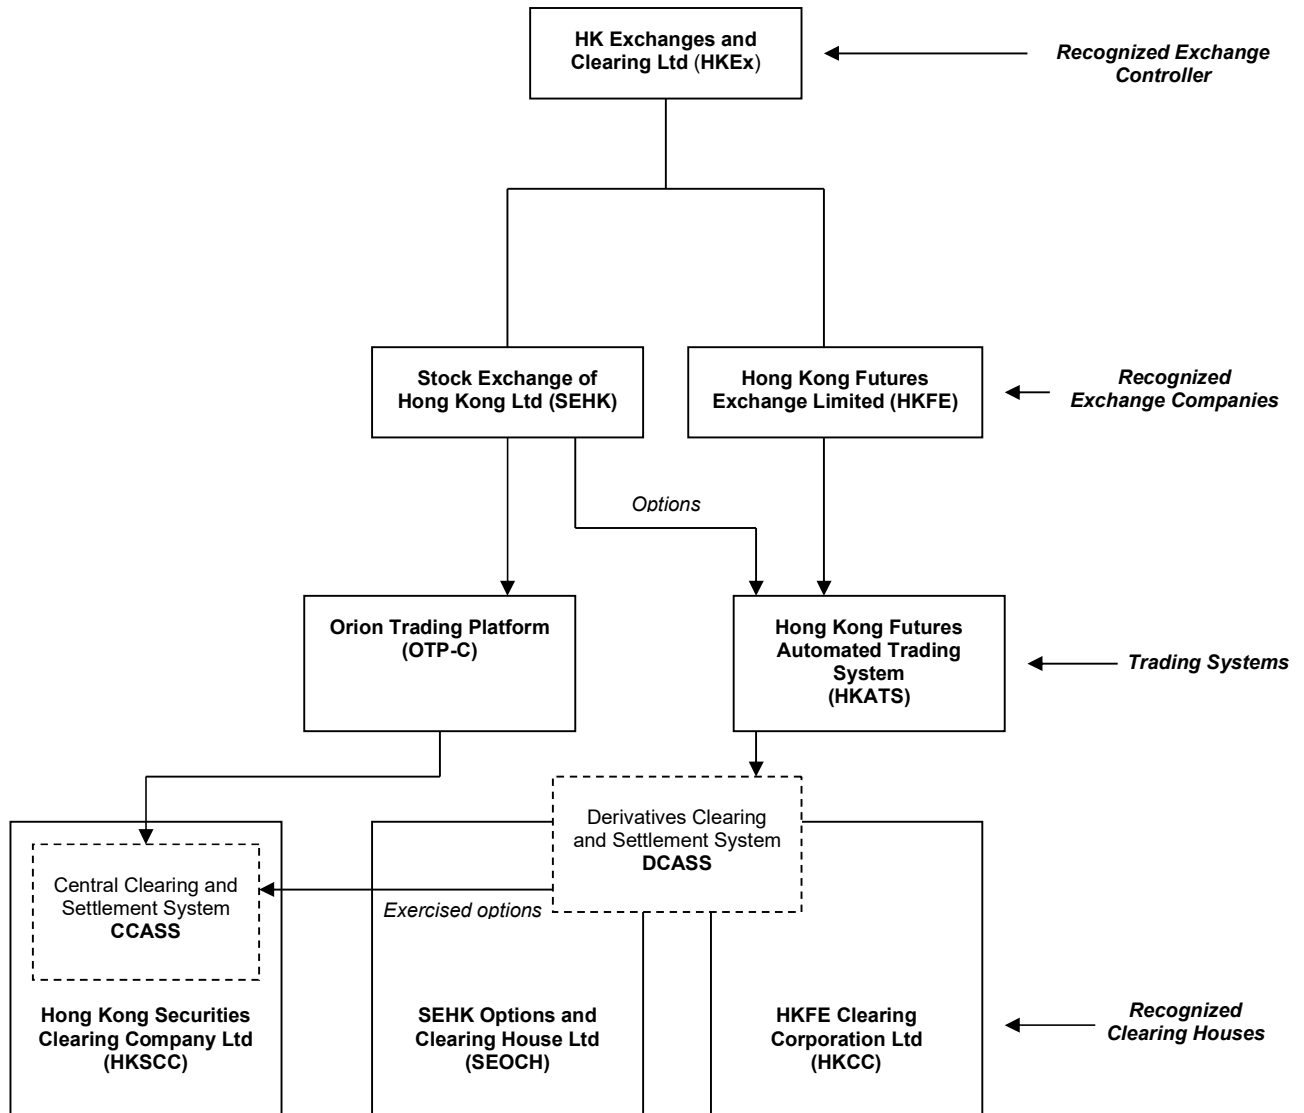 HK Exchanges and
Clearing Ltd (HKEx)
Recognized Exchange
Controller
Stock Exchange of
Hong Kong Ltd (SEHK)
Hong Kong Futures
Exchange Limited (HKFE)
Recognized
Exchange Companies
Options
Orion Trading Platform
(OTP-C)
Hong Kong Futures
Automated Trading
System
(HKATS)
Trading Systems
Derivatives Clearing
and Settlement System
DCASS
Central Clearing and
Settlement System
CCASS
Exercised options
Hong Kong Securities
Clearing Company Ltd
(HKSCC)
SEHK Options and
Clearing House Ltd
(SEOCH)
HKFE Clearing
Corporation Ltd
(HKCC)
Recognized
Clearing Houses